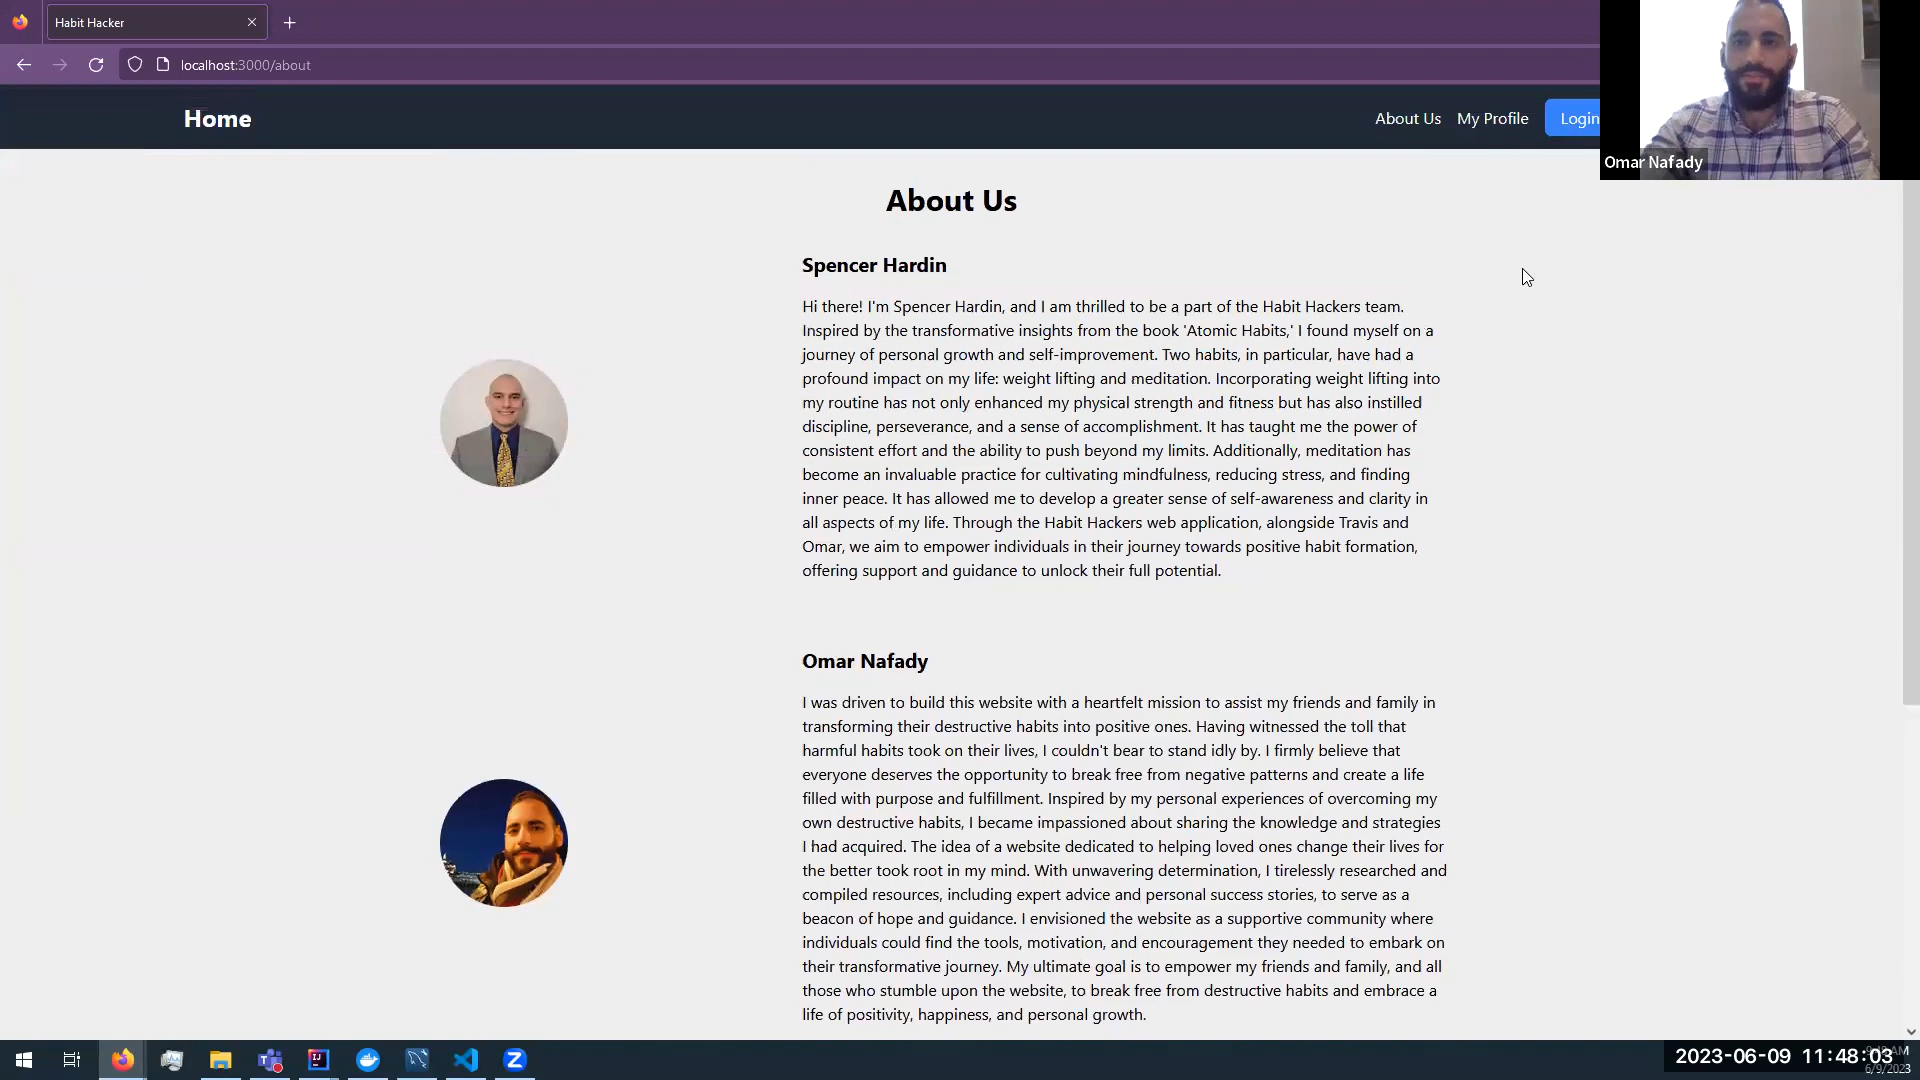 Habit Hacker
localhost:3000/about
Home
About Us
My Profile
Login
Omar Nafady
About Us
Spencer Hardin
Hi there! I'm Spencer Hardin, and I am thrilled to be a part of the Habit Hackers team.
Inspired by the transformative insights from the book 'Atomic Habits,' I found myself on a
journey of personal growth and self-improvement. Two habits, in particular, have had a
profound impact on my life: weight lifting and meditation. Incorporating weight lifting into
my routine has not only enhanced my physical strength and fitness but has also instilled
discipline, perseverance, and a sense of accomplishment. It has taught me the power of
consistent effort and the ability to push beyond my limits. Additionally, meditation has
become an invaluable practice for cultivating mindfulness, reducing stress, and finding
inner peace. It has allowed me to develop a greater sense of self-awareness and clarity in
all aspects of my life. Through the Habit Hackers web application, alongside Travis and
Omar, we aim to empower individuals in their journey towards positive habit formation,
offering support and guidance to unlock their full potential.
Omar Nafady
I was driven to build this website with a heartfelt mission to assist my friends and family in
transforming their destructive habits into positive ones. Having witnessed the toll that
harmful habits took on their lives, I couldn't bear to stand idly by. I firmly believe that
everyone deserves the opportunity to break free from negative patterns and create a life
filled with purpose and fulfillment. Inspired by my personal experiences of overcoming my
own destructive habits, I became impassioned about sharing the knowledge and strategies
I had acquired. The idea of a website dedicated to helping loved ones change their lives for
the better took root in my mind. With unwavering determination, I tirelessly researched and
compiled resources, including expert advice and personal success stories, to serve as a
beacon of hope and guidance. I envisioned the website as a supportive community where
individuals could find the tools, motivation, and encouragement they needed to embark on
their transformative journey. My ultimate goal is to empower my friends and family, and all
those who stumble upon the website, to break free from destructive habits and embrace a
life of positivity, happiness, and personal growth.
2023-06-09 11:48:03
6/9/2023